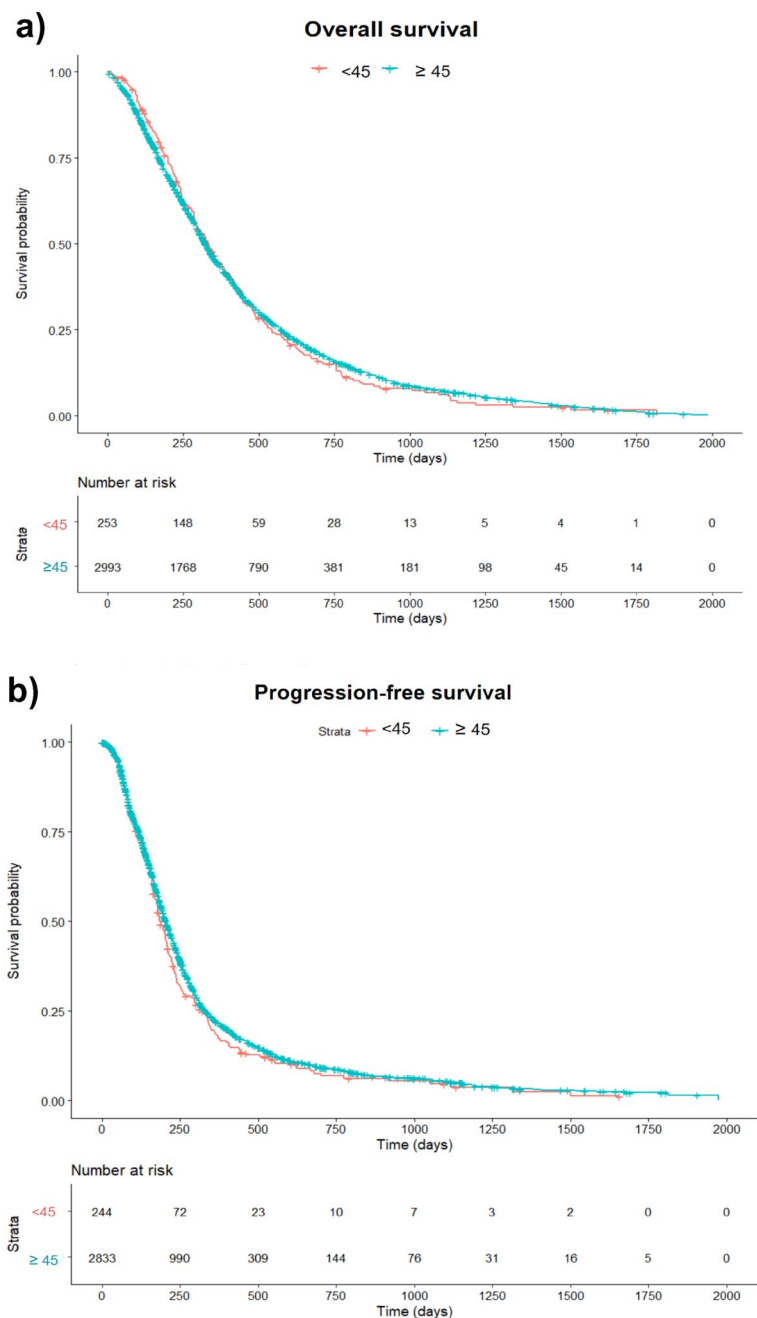 a)
Overall survival
<45 ≥ 45
1.00
0.75
0.50
0.25
0.00
Survival probability
0 250 500 750 1000 1250 1500 1750 2000
Time (days)
Number at risk
Strata
<45 253 148 59 28 13 5 4 1 0
≥45 2993 1768 790 381 181 98 45 14 0
0 250 500 750 1000 1250 1500 1750 2000
Time (days)
b)
Progression-free survival
Strata <45 ≥ 45
1.00
0.75
0.50
0.25
0.00
Survival probability
0 250 500 750 1000 1250 1500 1750 2000
Time (days)
Number at risk
Strata
<45 244 72 23 10 7 3 2 0 0
≥ 45 2833 990 309 144 76 31 16 5 0
0 250 500 750 1000 1250 1500 1750 2000
Time (days)